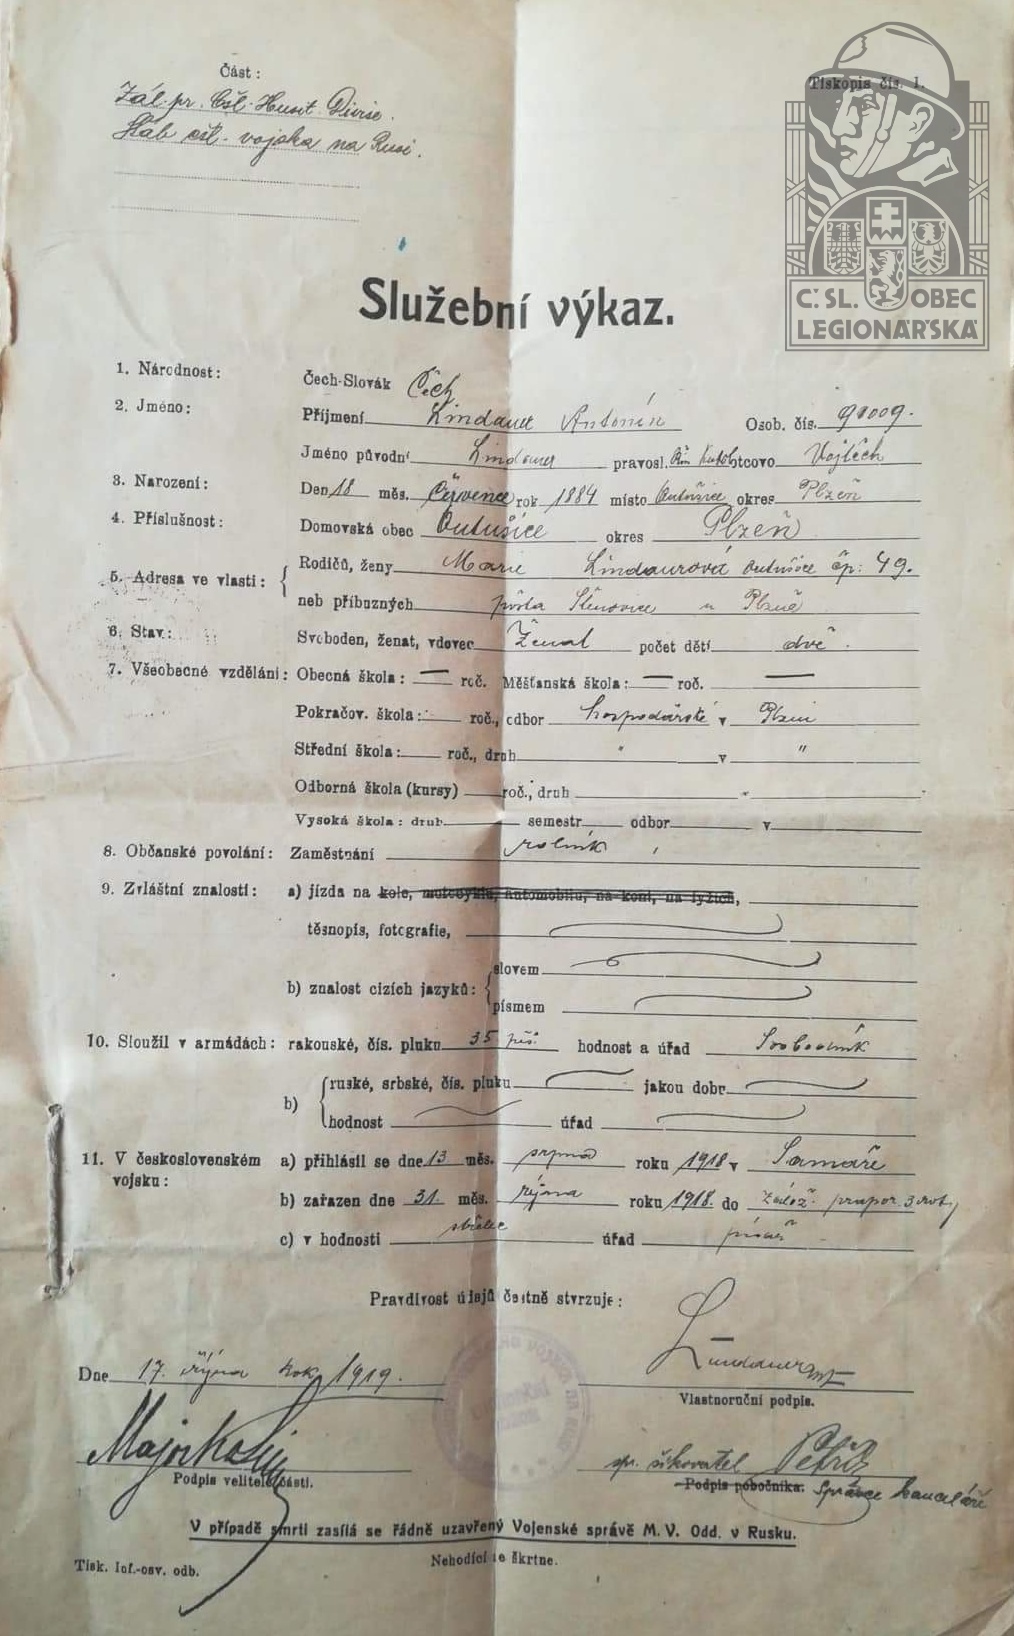 Část:
Tiskopis čís. 1.
Zál. pr. Čsl. Husit. Divise.
Štáb čsl. vojska na Rusi.
Č.SL. OBEC
LEGIONÁŘSKÁ
Služební výkaz.
1. Národnost: Čech-Slovák Čech
2. Jméno: Příjmení Lindauer Antonín Osob. čís. 91009.
Jméno původní Lindauer pravosl. Řím katol. otcovo Vojtěch
3. Narození: Den 18 měs. Července rok 1884 místo Outušice okres Plzeň
4. Příslušnost: Domovská obec Outušice okres Plzeň
5. Adresa ve vlasti: Rodičů, ženy Marie Lindaurová Outušice čp: 49.
neb příbuzných pošta Štěnovice u Plzně
6. Stav: Svoboden, ženat, vdovec Ženat počet dětí dvě
7. Všeobecné vzdělání: Obecná škola: — roč. Měšťanská škola: — roč. —
Pokračov. škola: roč., odbor hospodářské v Plzni
Střední škola: roč., druh " v "
Odborná škola (kursy) roč., druh "
Vysoká škola: druh semestr odbor v
8. Občanské povolání: Zaměstnání rolník
9. Zvláštní znalosti: a) jízda na kole, motocyklu, automobilu, na koni, na lyžích,
těsnopis, fotografie,
b) znalost cizích jazyků: slovem
písmem
10. Sloužil v armádách: rakouské, čís. pluku 35 pěš. hodnost a úřad Svobodník
b) ruské, srbské, čís. pluku jakou dobr.
hodnost úřad
11. V československém vojsku: a) přihlásil se dne 13 měs. srpna roku 1918 v Samaře
b) zařazen dne 31. měs. října roku 1918. do Zálož. prapor. 3. rot.
c) v hodnosti střelec úřad písař
Pravdivost údajů čestně stvrzuje:
Dne 17. října rok 1919.
Lindauer Ant
Vlastnoruční podpis.
Major
Podpis velitele části.
sp. šikovatel
Podpis pobočníka. Správce kanceláře
V případě smrti zasílá se řádně uzavřený Vojenské správě M. V. Odd. v Rusku.
Tisk. Inf.-osv. odb.
Nehodící se škrtne.